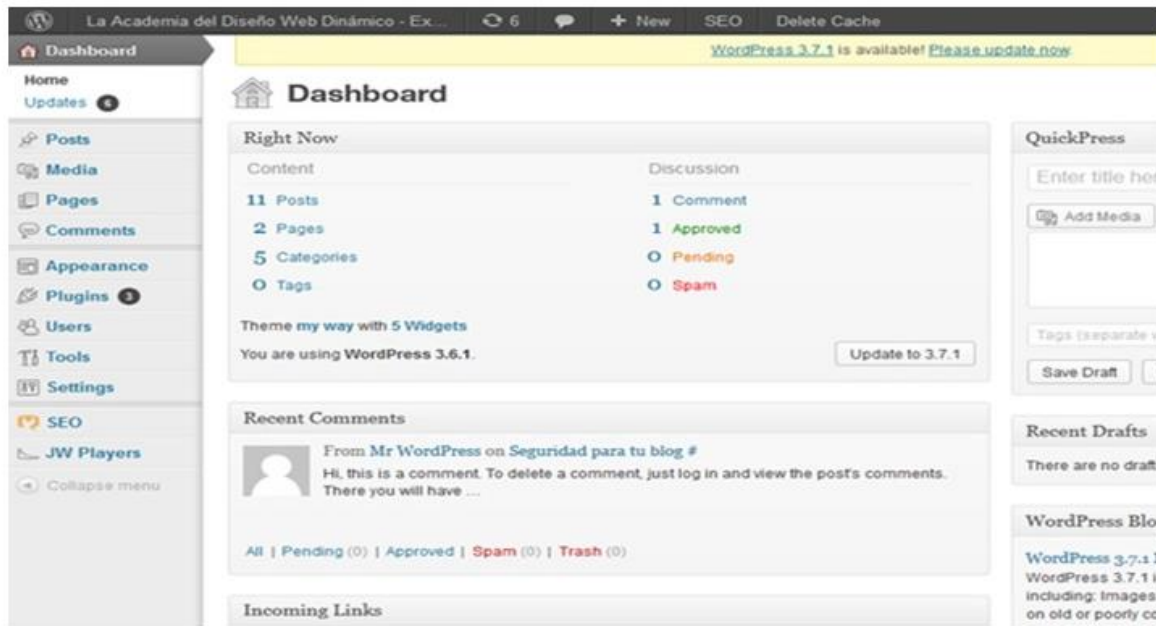 La Academia del Diseño Web Dinámico - Ex... 6 + New SEO Delete Cache
Dashboard
Home
Updates 6
Posts
Media
Pages
Comments
Appearance
Plugins 3
Users
Tools
Settings
SEO
JW Players
Collapse menu
WordPress 3.7.1 is available! Please update now.
Dashboard
Right Now
Content
11 Posts
2 Pages
5 Categories
0 Tags
Discussion
1 Comment
1 Approved
0 Pending
0 Spam
Theme my way with 5 Widgets
You are using WordPress 3.6.1.
Update to 3.7.1
Recent Comments
From Mr WordPress on Seguridad para tu blog #
Hi, this is a comment. To delete a comment, just log in and view the post's comments.
There you will have ...
All | Pending (0) | Approved | Spam (0) | Trash (0)
Incoming Links
QuickPress
Enter title her
Add Media
Tags (separate
Save Draft
Recent Drafts
There are no draft
WordPress Blo
WordPress 3.7.1
WordPress 3.7.1 i
including: Images
on old or poorly co